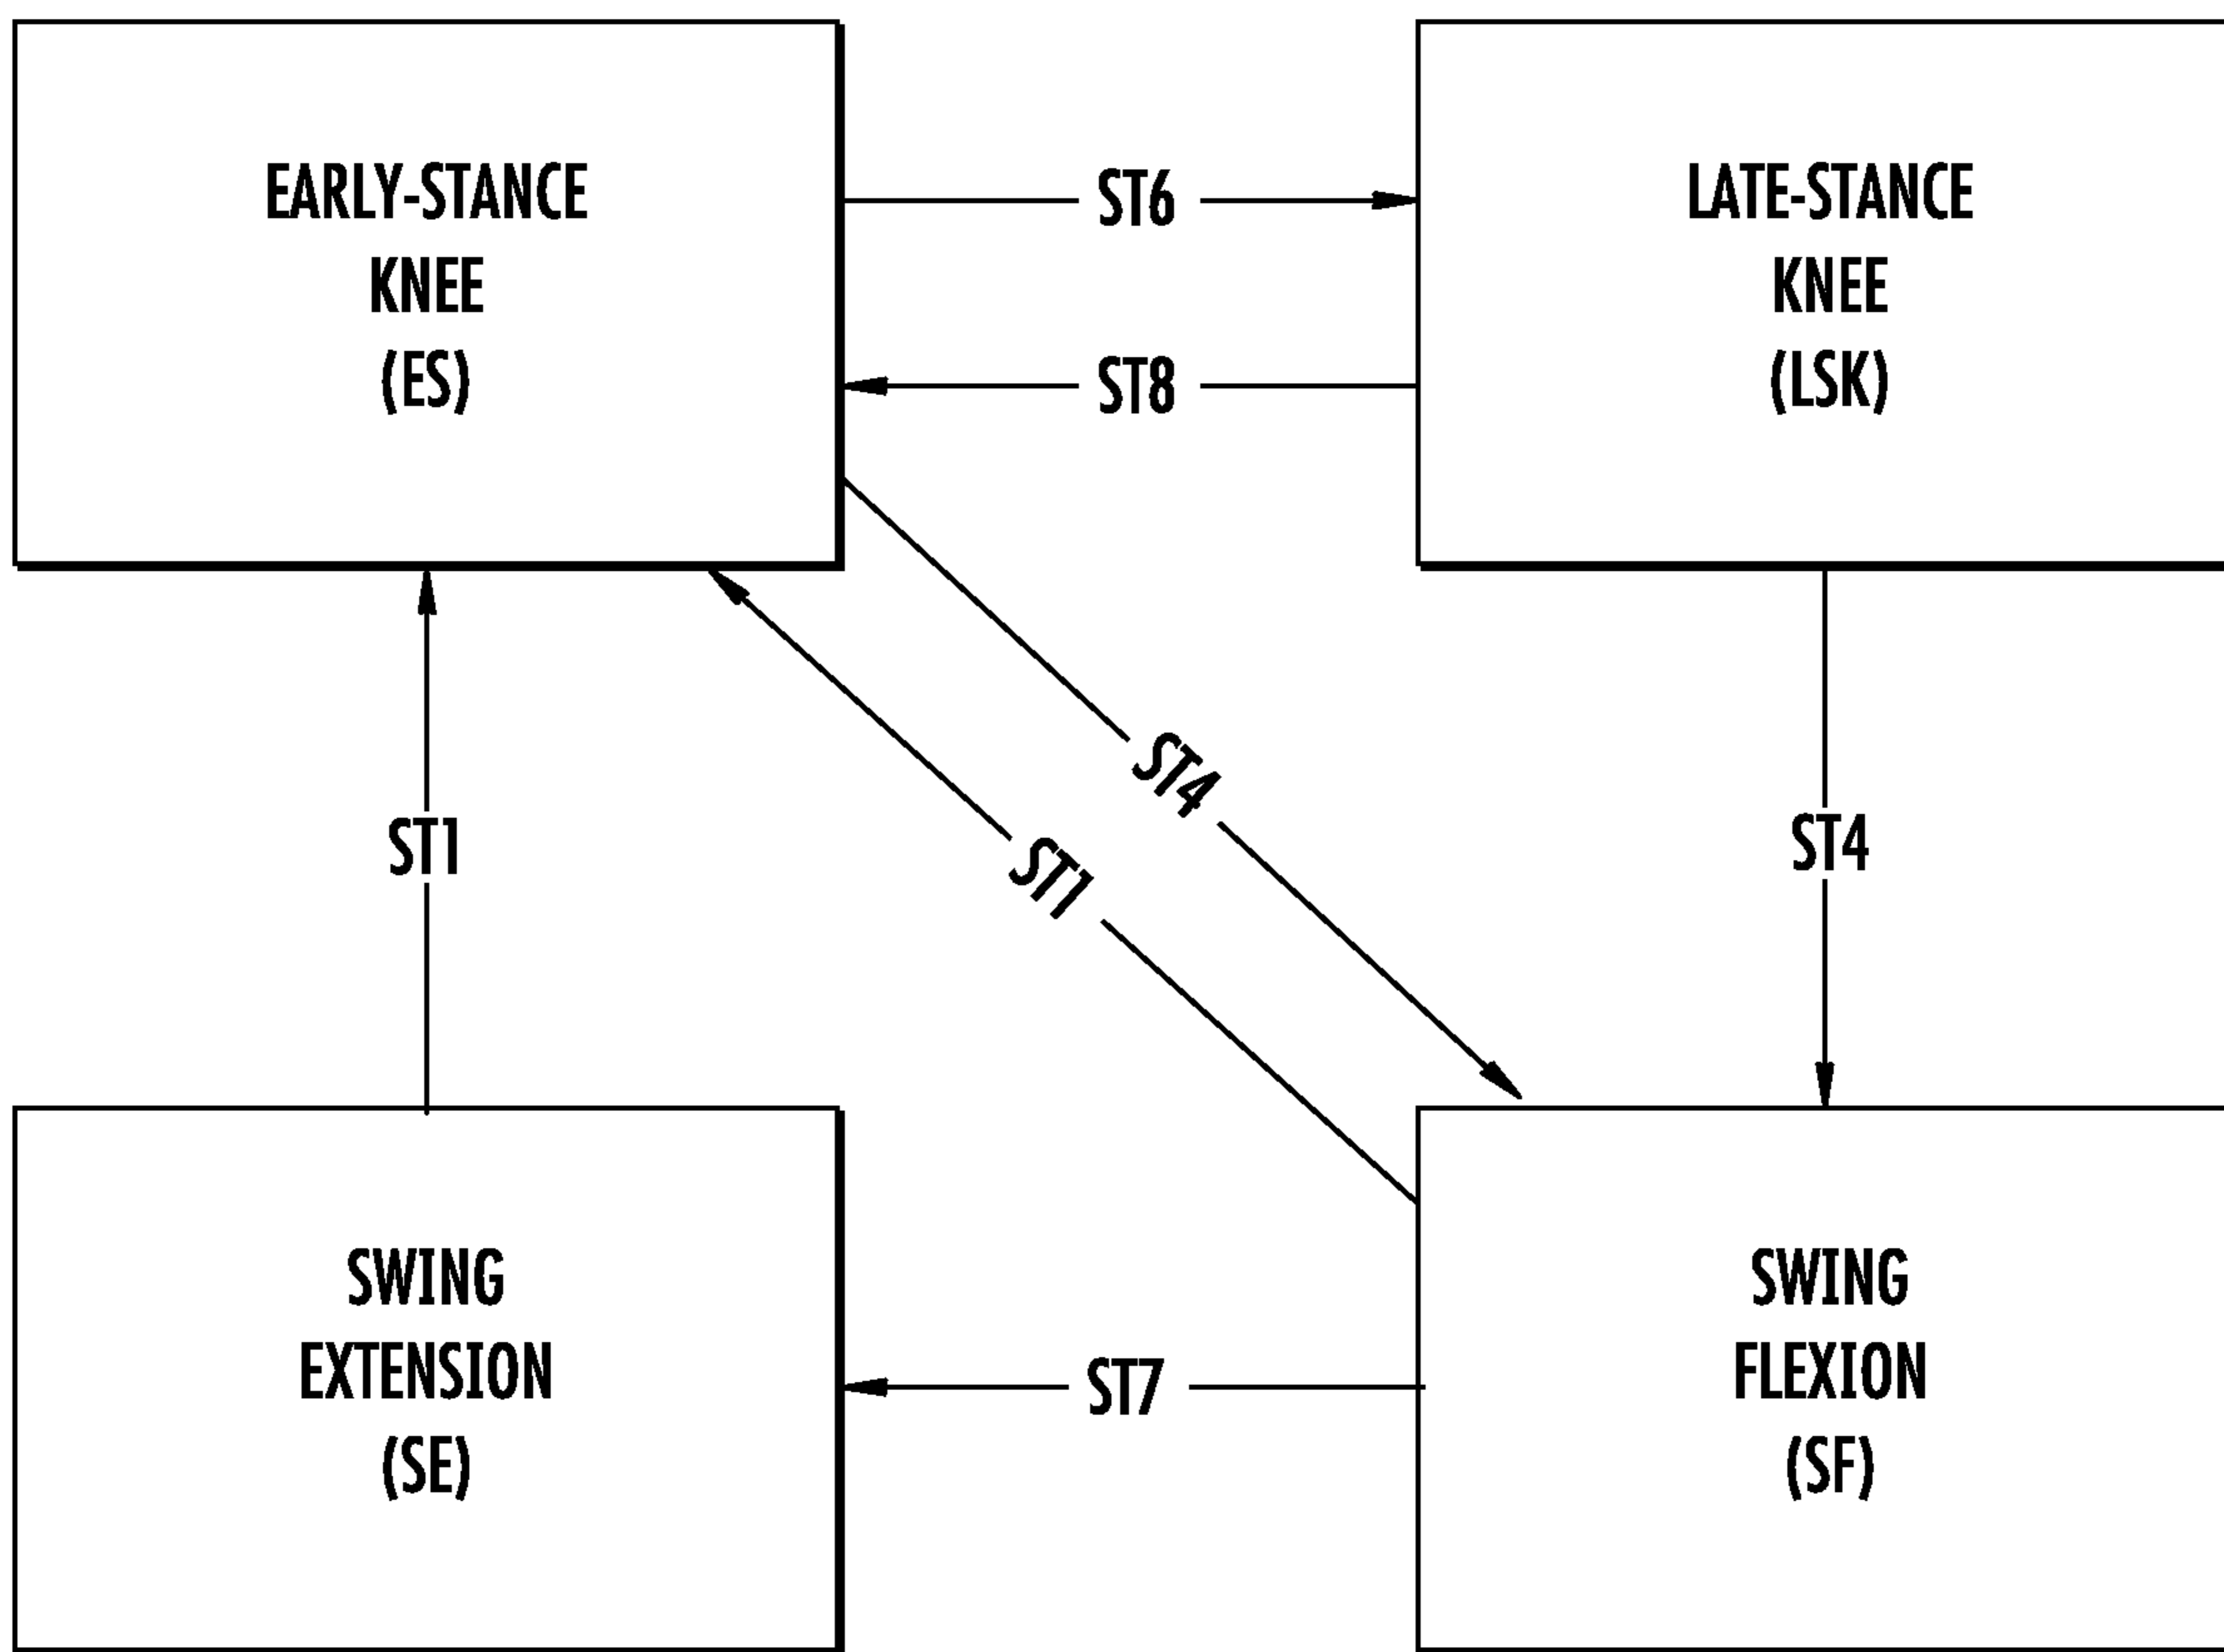 EARLY-STANCE
KNEE
(ES)
ST6
ST8
LATE-STANCE
KNEE
(LSK)
ST4
ST1
ST1
ST4
SWING
EXTENSION
(SE)
ST7
SWING
FLEXION
(SF)